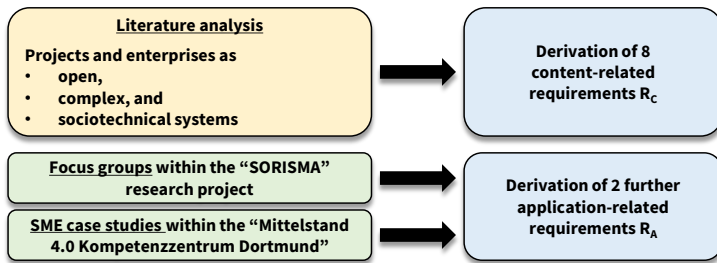 Literature analysis
Projects and enterprises as
• open,
• complex, and
• sociotechnical systems
Derivation of 8
content-related
requirements R_C
Focus groups within the “SORISMA”
research project
SME case studies within the “Mittelstand
4.0 Kompetenzzentrum Dortmund”
Derivation of 2 further
application-related
requirements R_A